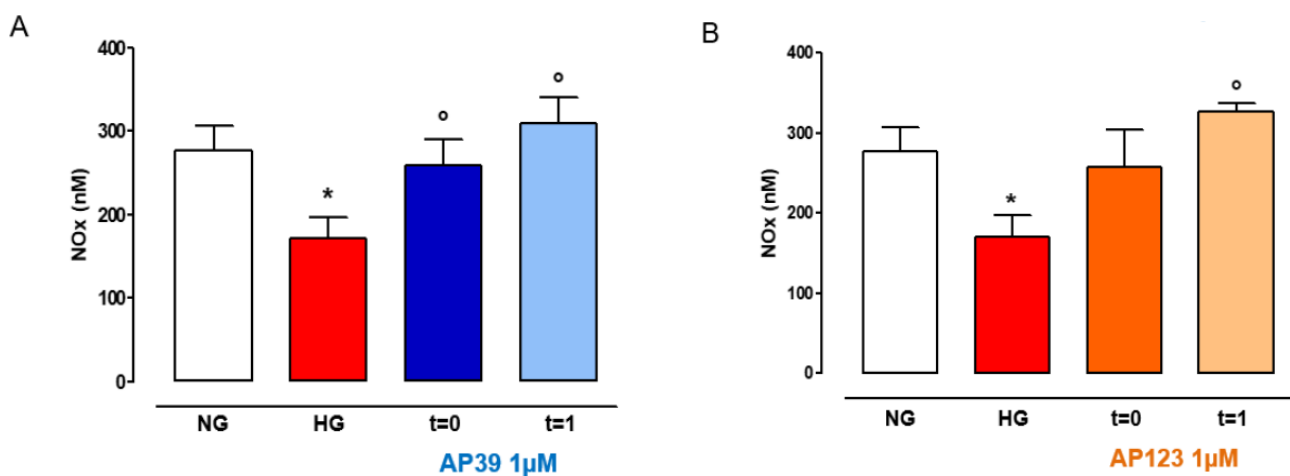 A
NOx (nM)
400
300
200
100
0
*
°
°
NG HG t=0 t=1
AP39 1µM
B
NOx (nM)
400
300
200
100
0
*
°
NG HG t=0 t=1
AP123 1µM